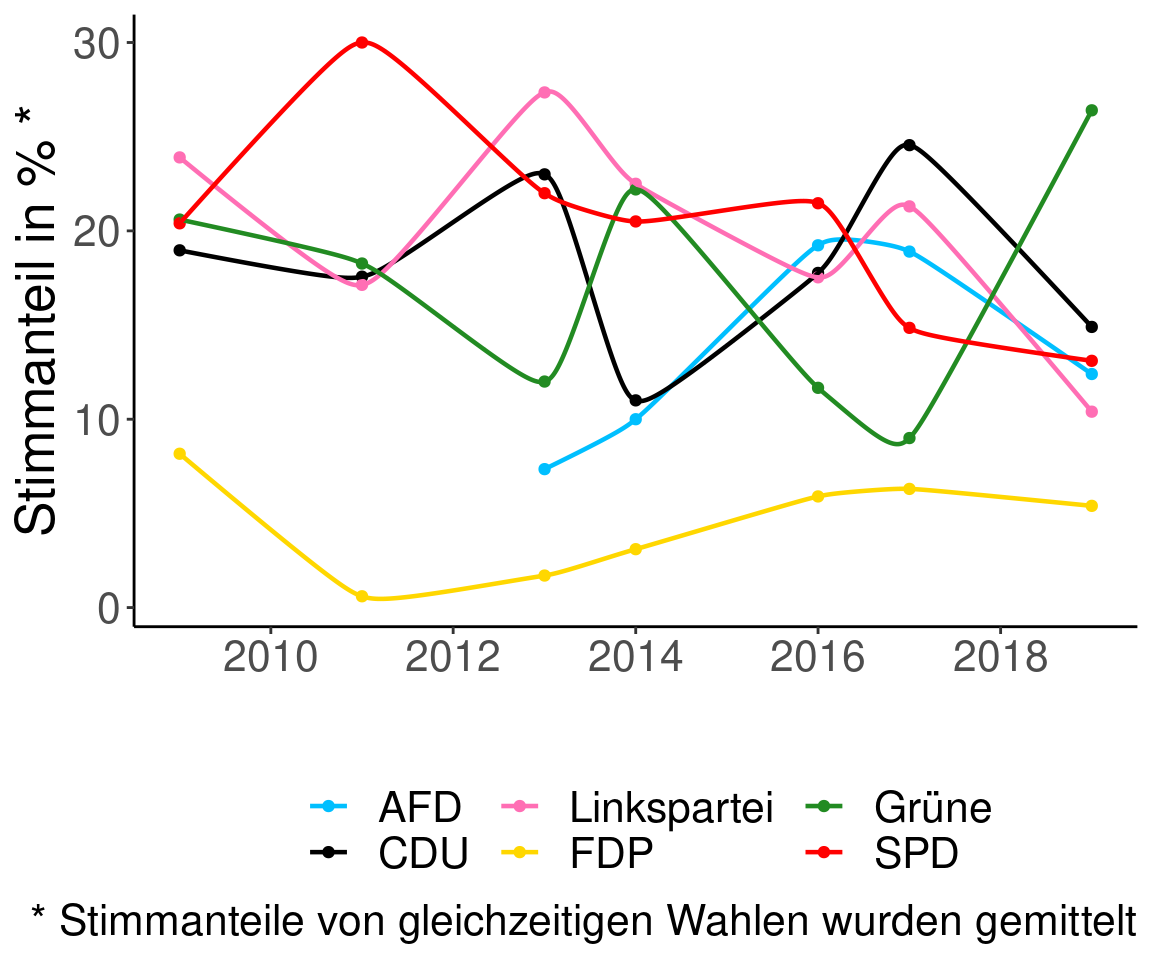 Stimmanteil in % *
30
20
10
0
2010 2012 2014 2016 2018
AFD Linkspartei Grüne
CDU FDP SPD
* Stimmanteile von gleichzeitigen Wahlen wurden gemittelt